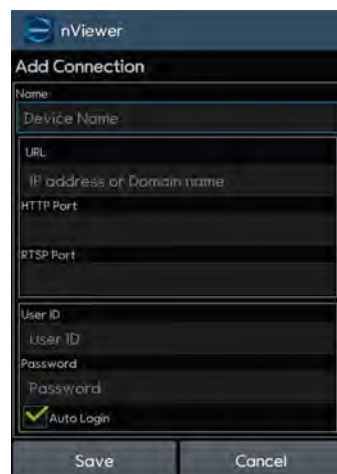 nViewer
Add Connection
Name
Device Name
URL
IP address or Domain name
HTTP Port
RTSP Port
User ID
user ID
Password
Password
Auto Login
Save Cancel